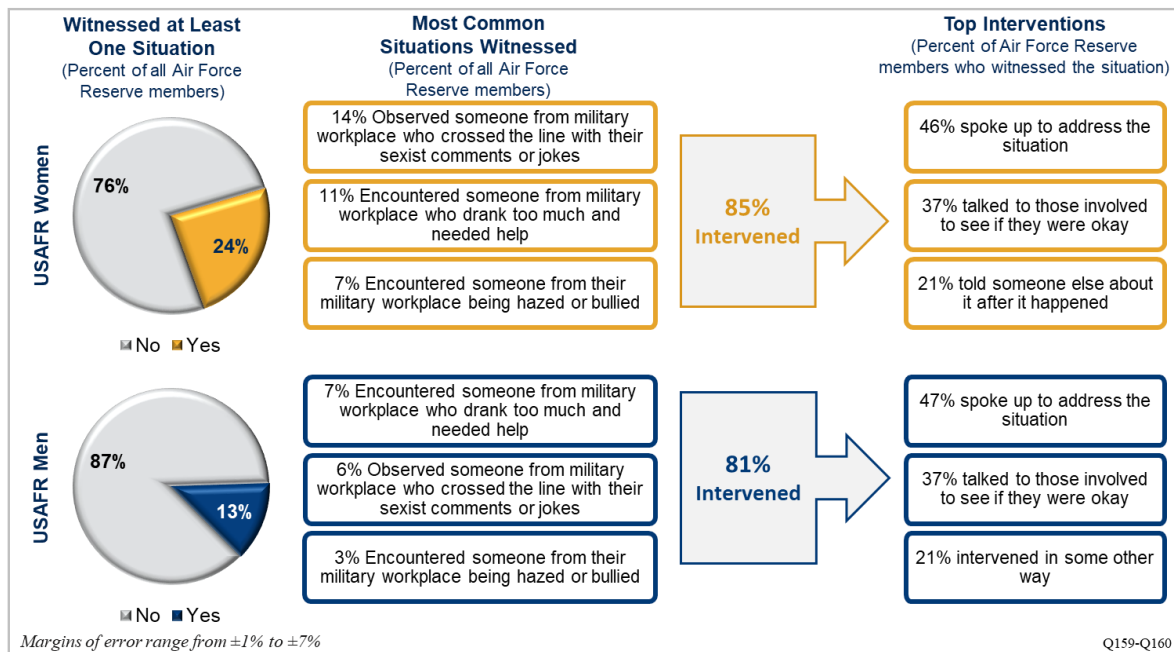 Witnessed at Least
One Situation
(Percent of all Air Force
Reserve members)
Most Common
Situations Witnessed
(Percent of all Air Force
Reserve members)
Top Interventions
(Percent of Air Force Reserve
members who witnessed the situation)
USAFR Women
76%
24%
No Yes
14% Observed someone from military
workplace who crossed the line with their
sexist comments or jokes
11% Encountered someone from military
workplace who drank too much and
needed help
7% Encountered someone from their
military workplace being hazed or bullied
85%
Intervened
46% spoke up to address the
situation
37% talked to those involved
to see if they were okay
21% told someone else about
it after it happened
USAFR Men
87%
13%
No Yes
7% Encountered someone from military
workplace who drank too much and
needed help
6% Observed someone from military
workplace who crossed the line with their
sexist comments or jokes
3% Encountered someone from their
military workplace being hazed or bullied
81%
Intervened
47% spoke up to address the
situation
37% talked to those involved
to see if they were okay
21% intervened in some other
way
Margins of error range from ±1% to ±7%
Q159-Q160